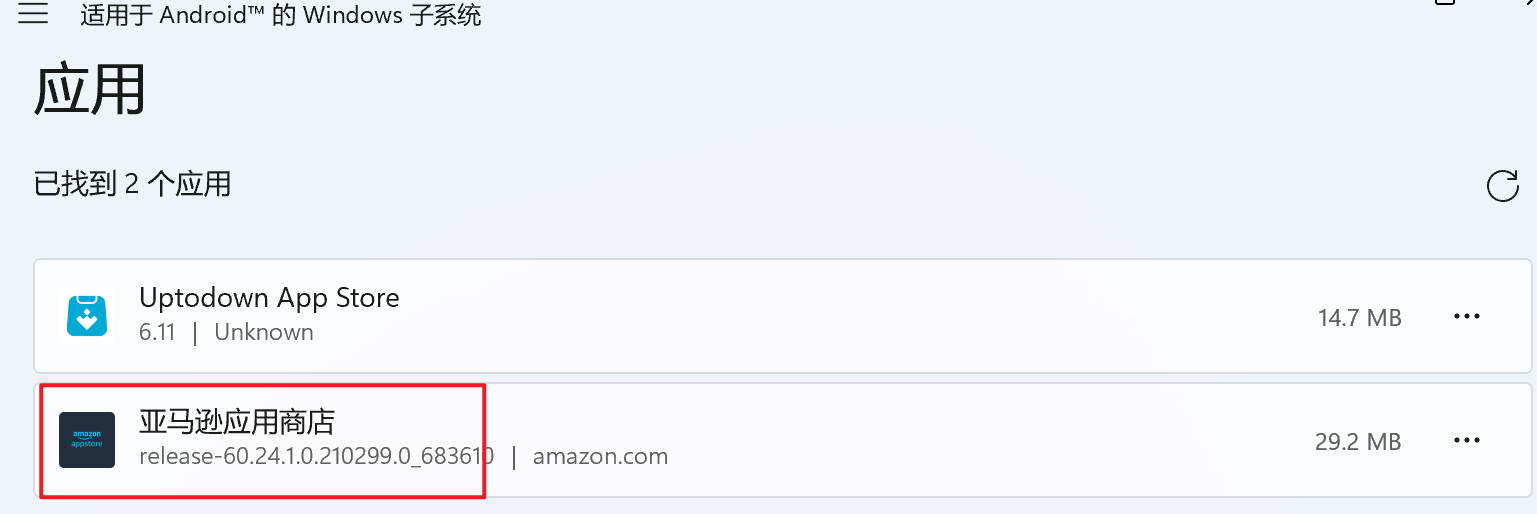 适用于 Android™ 的 Windows 子系统
应用
已找到 2 个应用
Uptodown App Store
6.11 | Unknown
14.7 MB
amazon
appstore
亚马逊应用商店
release-60.24.1.0.210299.0_683610 | amazon.com
29.2 MB